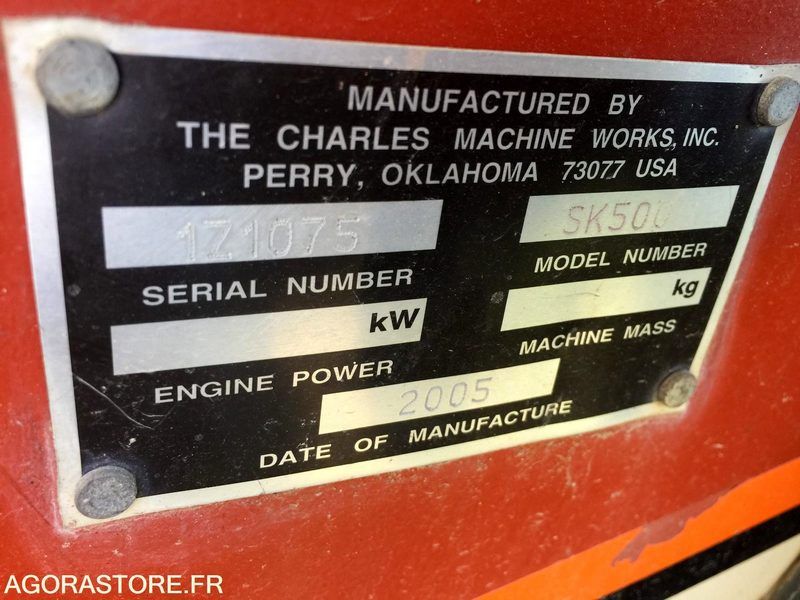 MANUFACTURED BY
THE CHARLES MACHINE WORKS, INC.
PERRY, OKLAHOMA 73077 USA
1Z1075 SK500
SERIAL NUMBER MODEL NUMBER
kW kg
ENGINE POWER MACHINE MASS
2005
DATE OF MANUFACTURE
AGORASTORE.FR